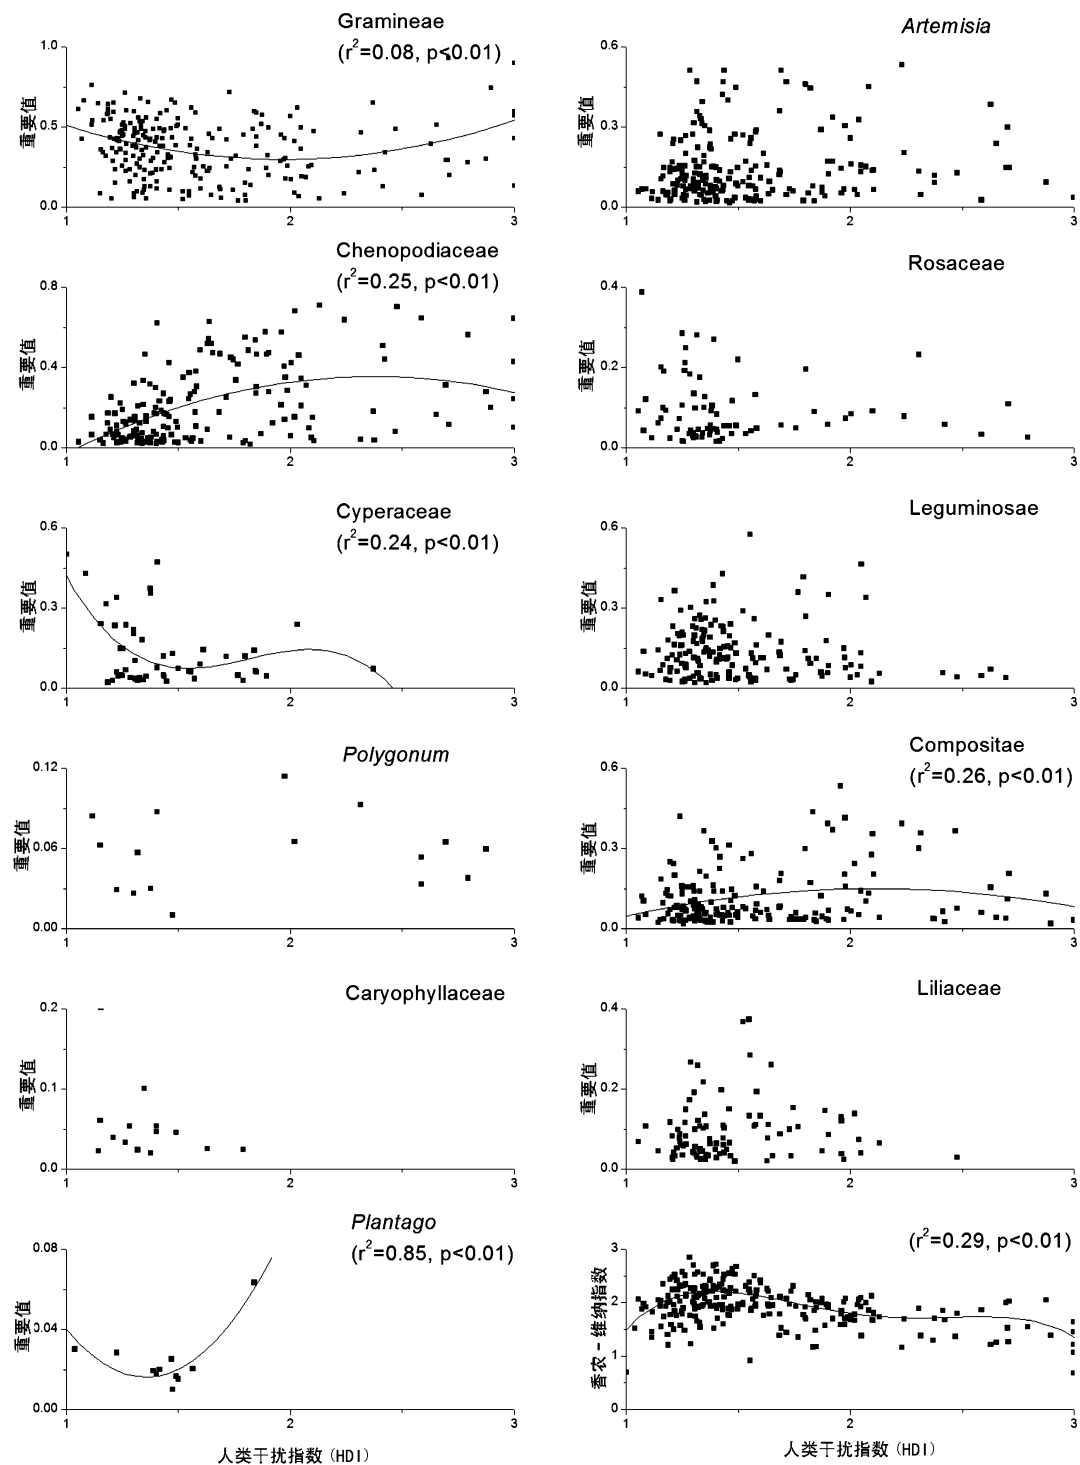 Gramineae
(r²=0.08, p<0.01)
重要值
1.0
0.5
0.0
1
2
3
Artemisia
重要值
0.6
0.3
0.0
1
2
3
Chenopodiaceae
(r²=0.25, p<0.01)
重要值
0.8
0.4
0.0
1
2
3
Rosaceae
重要值
0.4
0.2
0.0
1
2
3
Cyperaceae
(r²=0.24, p<0.01)
重要值
0.6
0.3
0.0
1
2
3
Leguminosae
重要值
0.6
0.3
0.0
1
2
3
Polygonum
重要值
0.12
0.06
0.00
1
2
3
Compositae
(r²=0.26, p<0.01)
重要值
0.6
0.3
0.0
1
2
3
Caryophyllaceae
重要值
0.2
0.1
0.0
1
2
3
Liliaceae
重要值
0.4
0.2
0.0
1
2
3
Plantago
(r²=0.85, p<0.01)
重要值
0.08
0.04
0.00
1
2
3
人类干扰指数(HDI)
(r²=0.29, p<0.01)
香农-维纳指数
3
2
1
0
1
2
3
人类干扰指数(HDI)